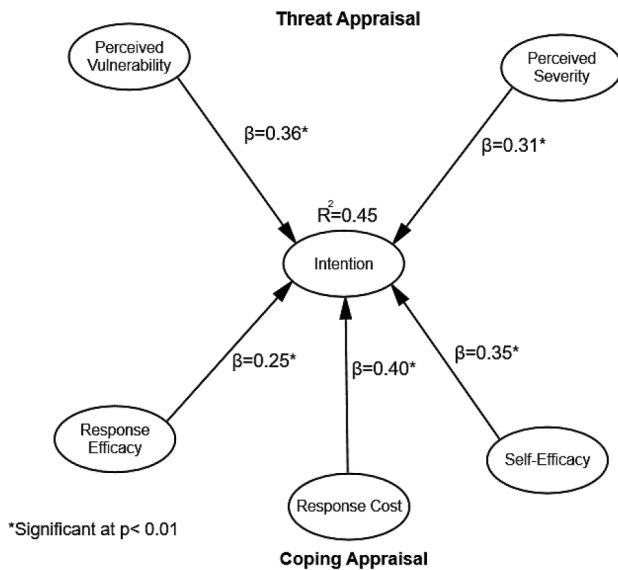 Threat Appraisal
Perceived
Vulnerability
Perceived
Severity
β=0.36*
β=0.31*
R²=0.45
Intention
β=0.25*
β=0.40*
β=0.35*
Response
Efficacy
Self-Efficacy
Response Cost
*Significant at p< 0.01
Coping Appraisal